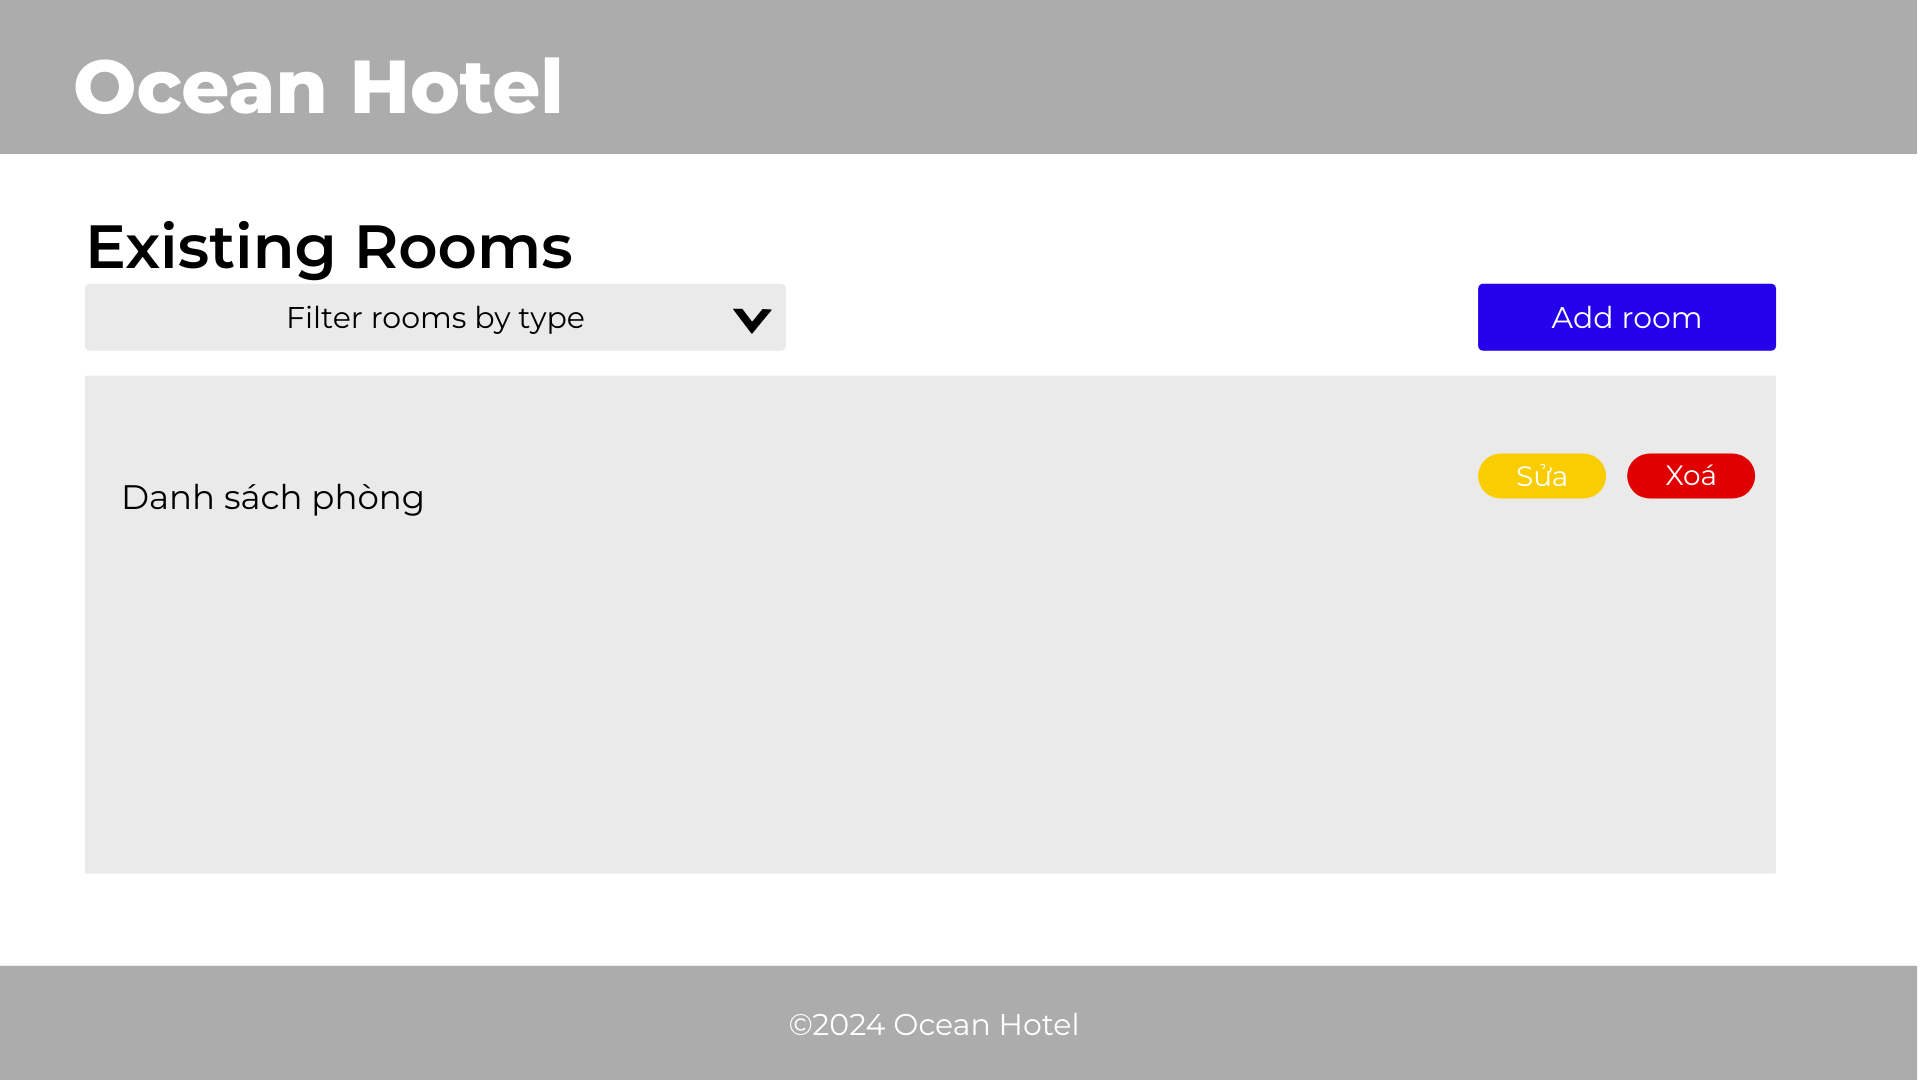 Ocean Hotel
Existing Rooms
Filter rooms by type
Add room
Danh sách phòng
Sửa
Xoá
©2024 Ocean Hotel